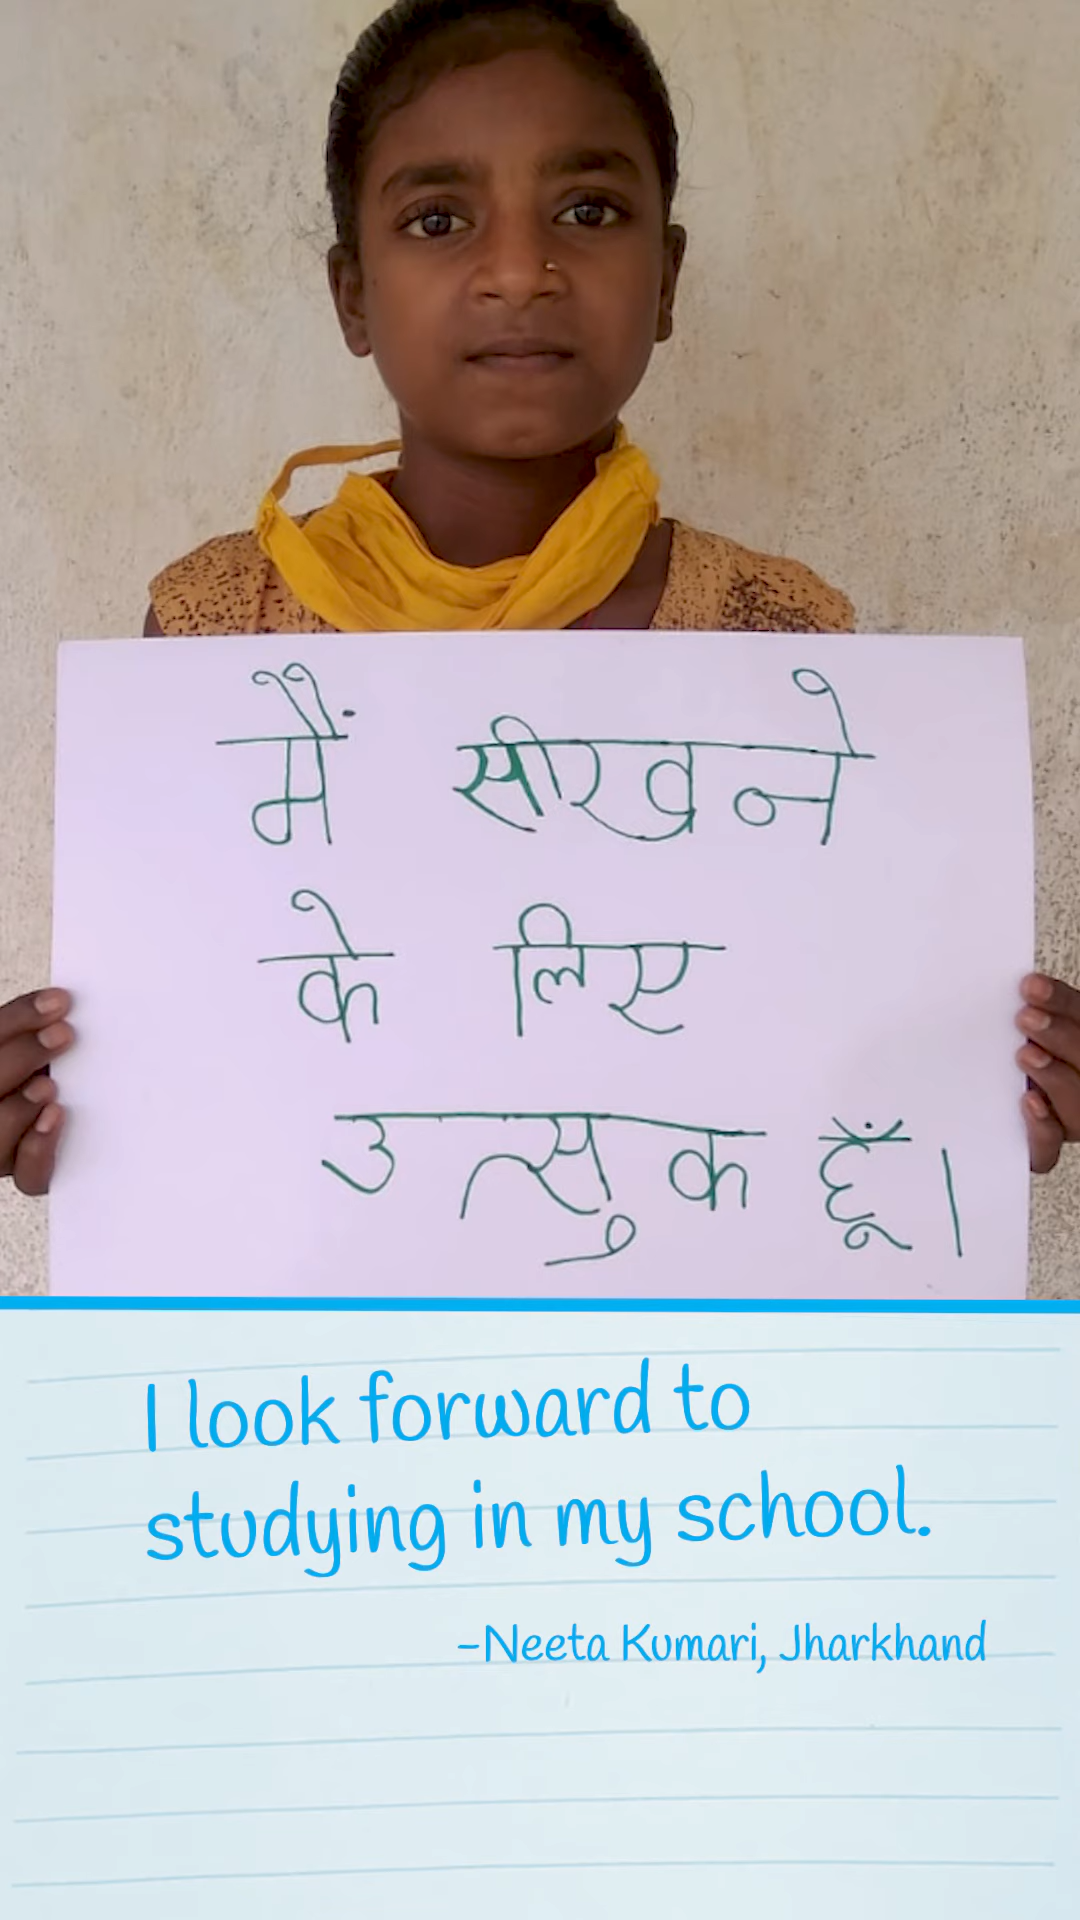 मैं सीखने
के लिए
उत्सुक हूँ।
I look forward to
studying in my school.
-Neeta Kumari, Jharkhand